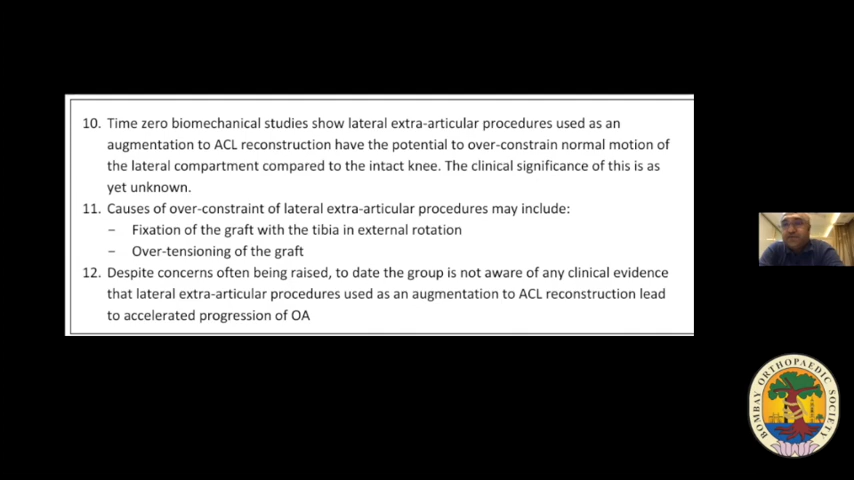 10. Time zero biomechanical studies show lateral extra-articular procedures used as an
augmentation to ACL reconstruction have the potential to over-constrain normal motion of
the lateral compartment compared to the intact knee. The clinical significance of this is as
yet unknown.
11. Causes of over-constraint of lateral extra-articular procedures may include:
– Fixation of the graft with the tibia in external rotation
– Over-tensioning of the graft
12. Despite concerns often being raised, to date the group is not aware of any clinical evidence
that lateral extra-articular procedures used as an augmentation to ACL reconstruction lead
to accelerated progression of OA
BOMBAY ORTHOPAEDIC SOCIETY